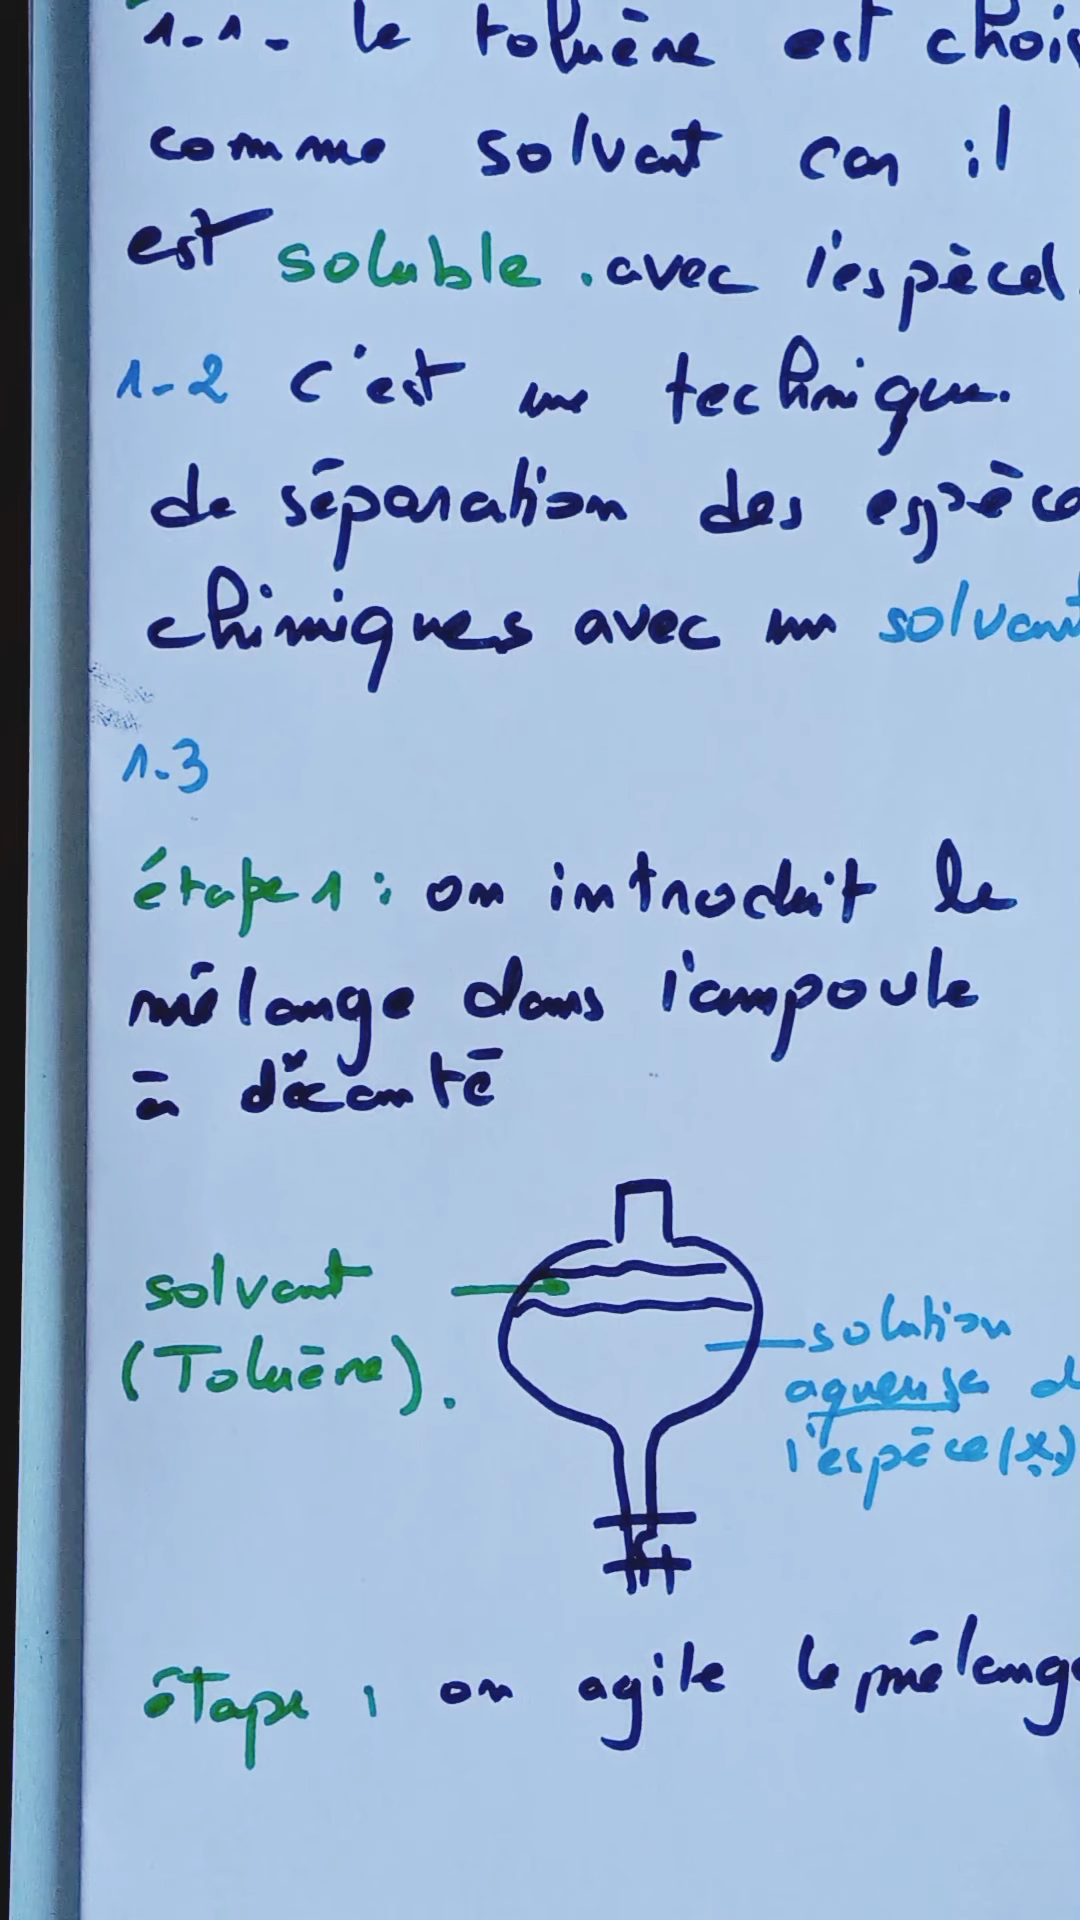 1-1- le toluène est chois
comme solvant car il
est soluble . avec l'espèce
1-2 c'est une technique.
de séparation des espèce
chimiques avec un solvant
1.3
étape 1 : on introduit le
mélange dans l'ampoule
à décanté
solvant
(Toluène).
solution
aqueuse d
l'espèce (x)
étape : on agite le mélange